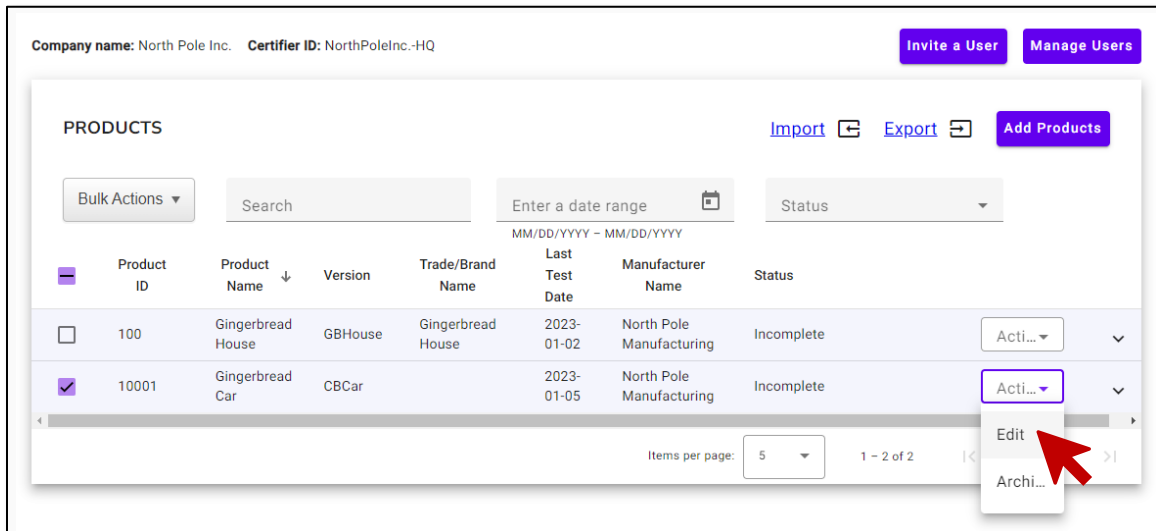 Company name: North Pole Inc. Certifier ID: NorthPoleInc.-HQ
Invite a User
Manage Users
PRODUCTS
Import
Export
Add Products
Bulk Actions
Search
Enter a date range
Status
MM/DD/YYYY – MM/DD/YYYY
Product ID
Product Name
Version
Trade/Brand Name
Last Test Date
Manufacturer Name
Status
100
Gingerbread House
GBHouse
Gingerbread House
2023-01-02
North Pole Manufacturing
Incomplete
Acti...
10001
Gingerbread Car
CBCar
2023-01-05
North Pole Manufacturing
Incomplete
Acti...
Edit
Archi...
Items per page:
5
1 – 2 of 2